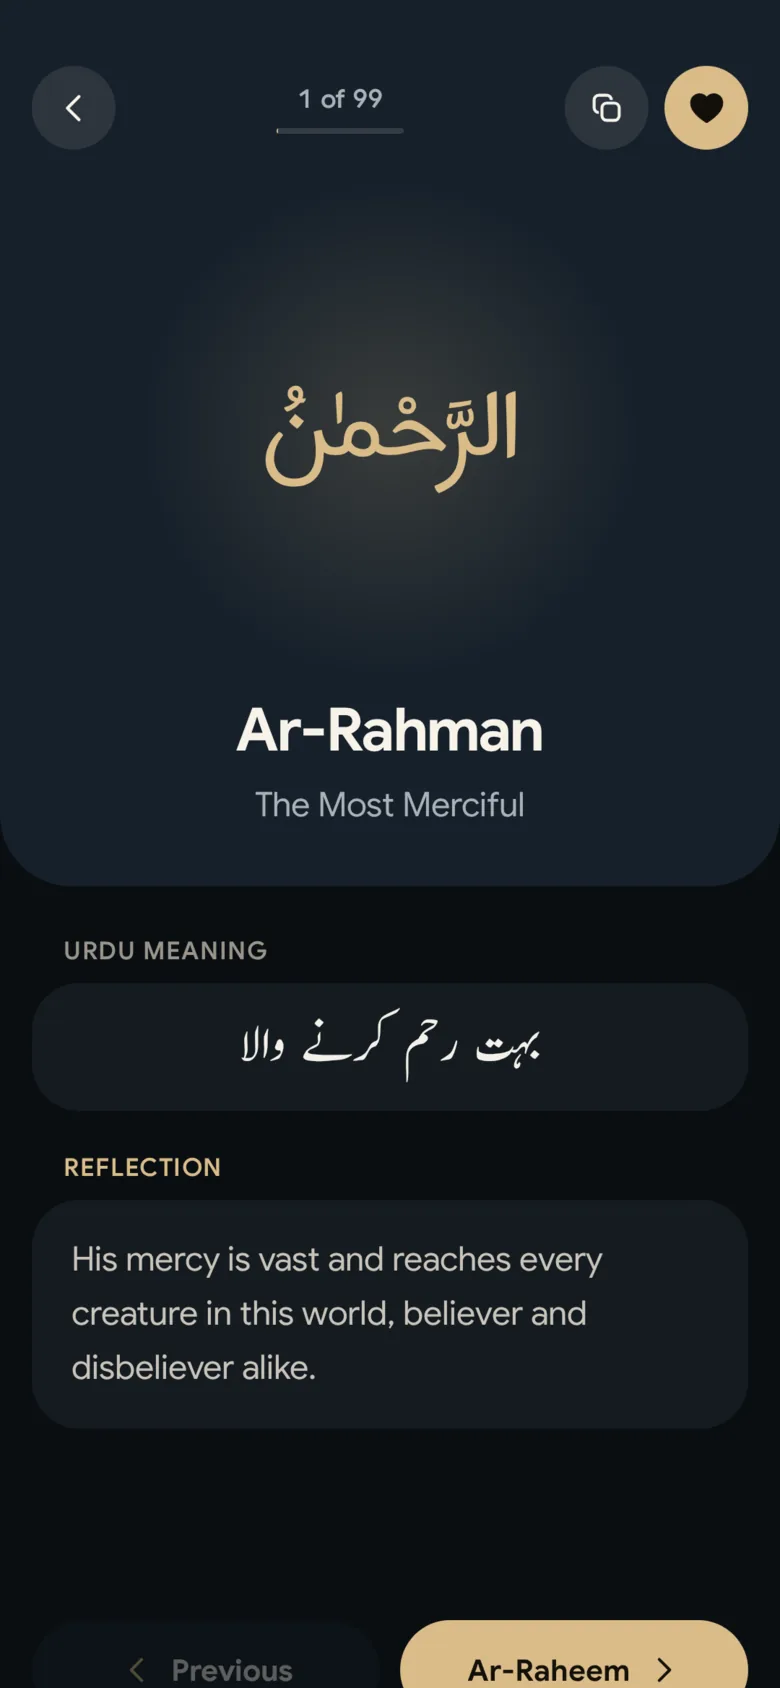 1 of 99
الرَّحْمٰنُ
Ar-Rahman
The Most Merciful
URDU MEANING
بہت رحم کرنے والا
REFLECTION
His mercy is vast and reaches every
creature in this world, believer and
disbeliever alike.
Previous
Ar-Raheem